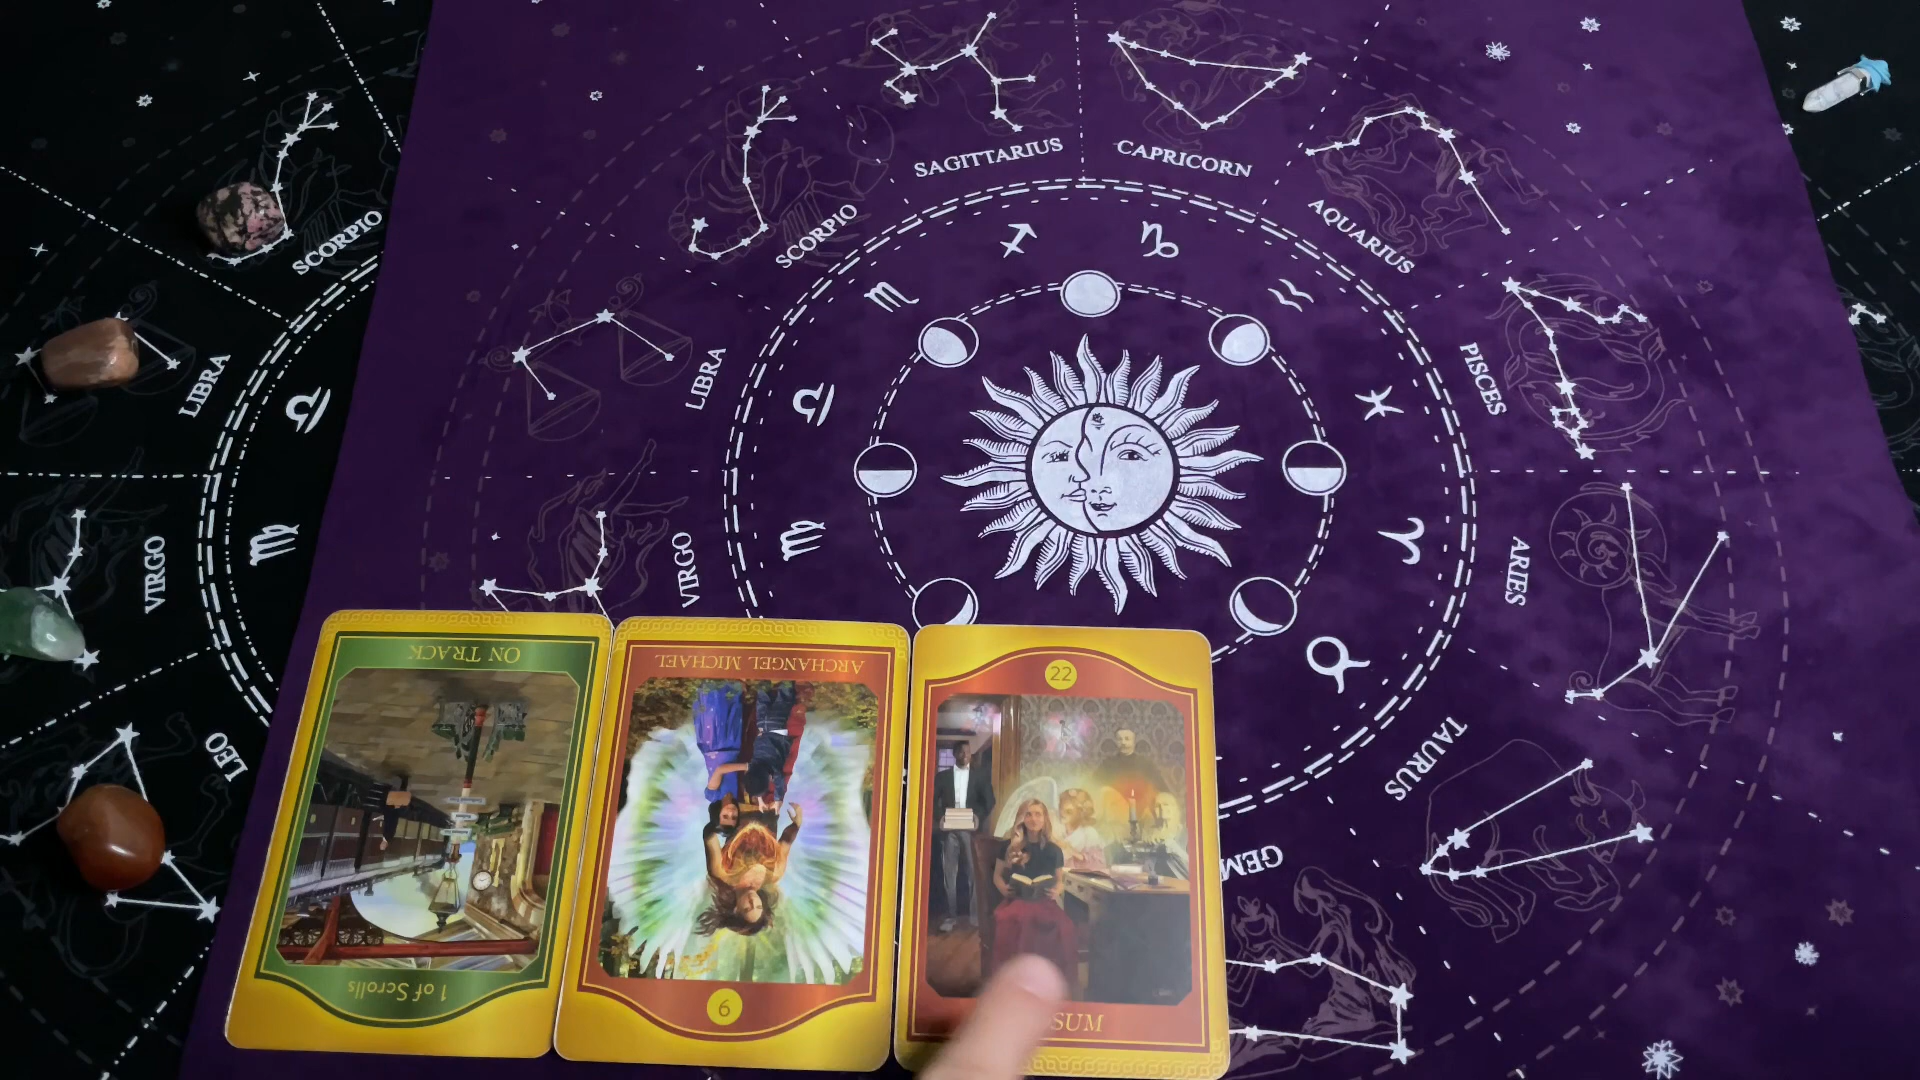 SAGITTARIUS
CAPRICORN
SCORPIO
SCORPIO
AQUARIUS
LIBRA
LIBRA
PISCES
VIRGO
VIRGO
ARIES
LEO
TAURUS
GEM
ON TRACK
1 of Scrolls
ARCHANGEL MICHAEL
9
22
SUM